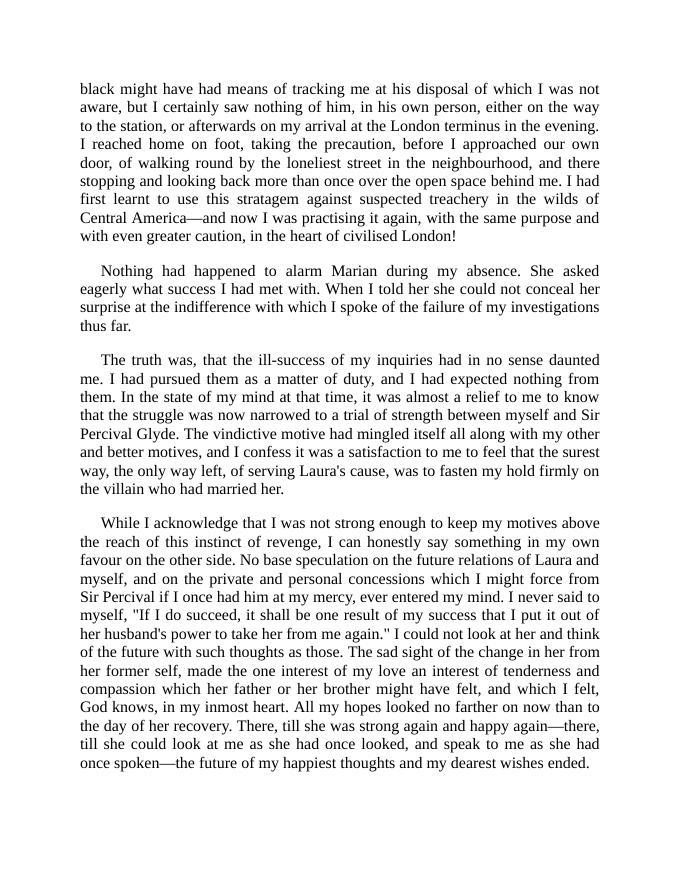 black might have had means of tracking me at his disposal of which I was not
aware, but I certainly saw nothing of him, in his own person, either on the way
to the station, or afterwards on my arrival at the London terminus in the evening.
I reached home on foot, taking the precaution, before I approached our own
door, of walking round by the loneliest street in the neighbourhood, and there
stopping and looking back more than once over the open space behind me. I had
first learnt to use this stratagem against suspected treachery in the wilds of
Central America—and now I was practising it again, with the same purpose and
with even greater caution, in the heart of civilised London!
Nothing had happened to alarm Marian during my absence. She asked
eagerly what success I had met with. When I told her she could not conceal her
surprise at the indifference with which I spoke of the failure of my investigations
thus far.
The truth was, that the ill-success of my inquiries had in no sense daunted
me. I had pursued them as a matter of duty, and I had expected nothing from
them. In the state of my mind at that time, it was almost a relief to me to know
that the struggle was now narrowed to a trial of strength between myself and Sir
Percival Glyde. The vindictive motive had mingled itself all along with my other
and better motives, and I confess it was a satisfaction to me to feel that the surest
way, the only way left, of serving Laura's cause, was to fasten my hold firmly on
the villain who had married her.
While I acknowledge that I was not strong enough to keep my motives above
the reach of this instinct of revenge, I can honestly say something in my own
favour on the other side. No base speculation on the future relations of Laura and
myself, and on the private and personal concessions which I might force from
Sir Percival if I once had him at my mercy, ever entered my mind. I never said to
myself, "If I do succeed, it shall be one result of my success that I put it out of
her husband's power to take her from me again." I could not look at her and think
of the future with such thoughts as those. The sad sight of the change in her from
her former self, made the one interest of my love an interest of tenderness and
compassion which her father or her brother might have felt, and which I felt,
God knows, in my inmost heart. All my hopes looked no farther on now than to
the day of her recovery. There, till she was strong again and happy again—there,
till she could look at me as she had once looked, and speak to me as she had
once spoken—the future of my happiest thoughts and my dearest wishes ended.